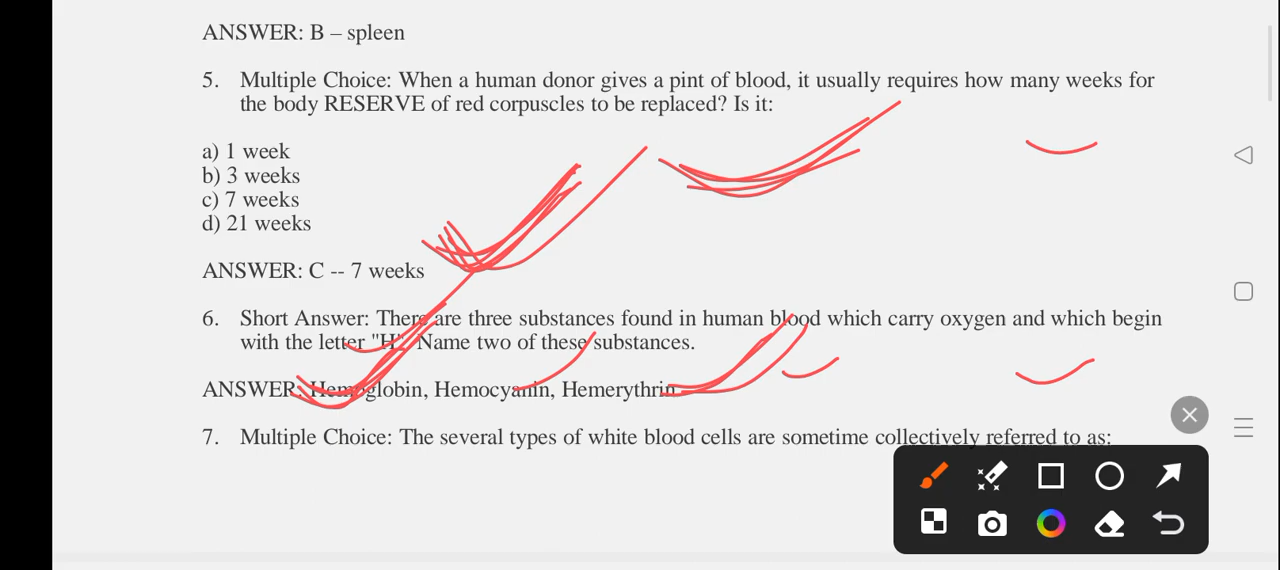 ANSWER: B – spleen
5. Multiple Choice: When a human donor gives a pint of blood, it usually requires how many weeks for
the body RESERVE of red corpuscles to be replaced? Is it:
a) 1 week
b) 3 weeks
c) 7 weeks
d) 21 weeks
ANSWER: C -- 7 weeks
6. Short Answer: There are three substances found in human blood which carry oxygen and which begin
with the letter "H". Name two of these substances.
ANSWER: Hemoglobin, Hemocyanin, Hemerythrin
7. Multiple Choice: The several types of white blood cells are sometime collectively referred to as: